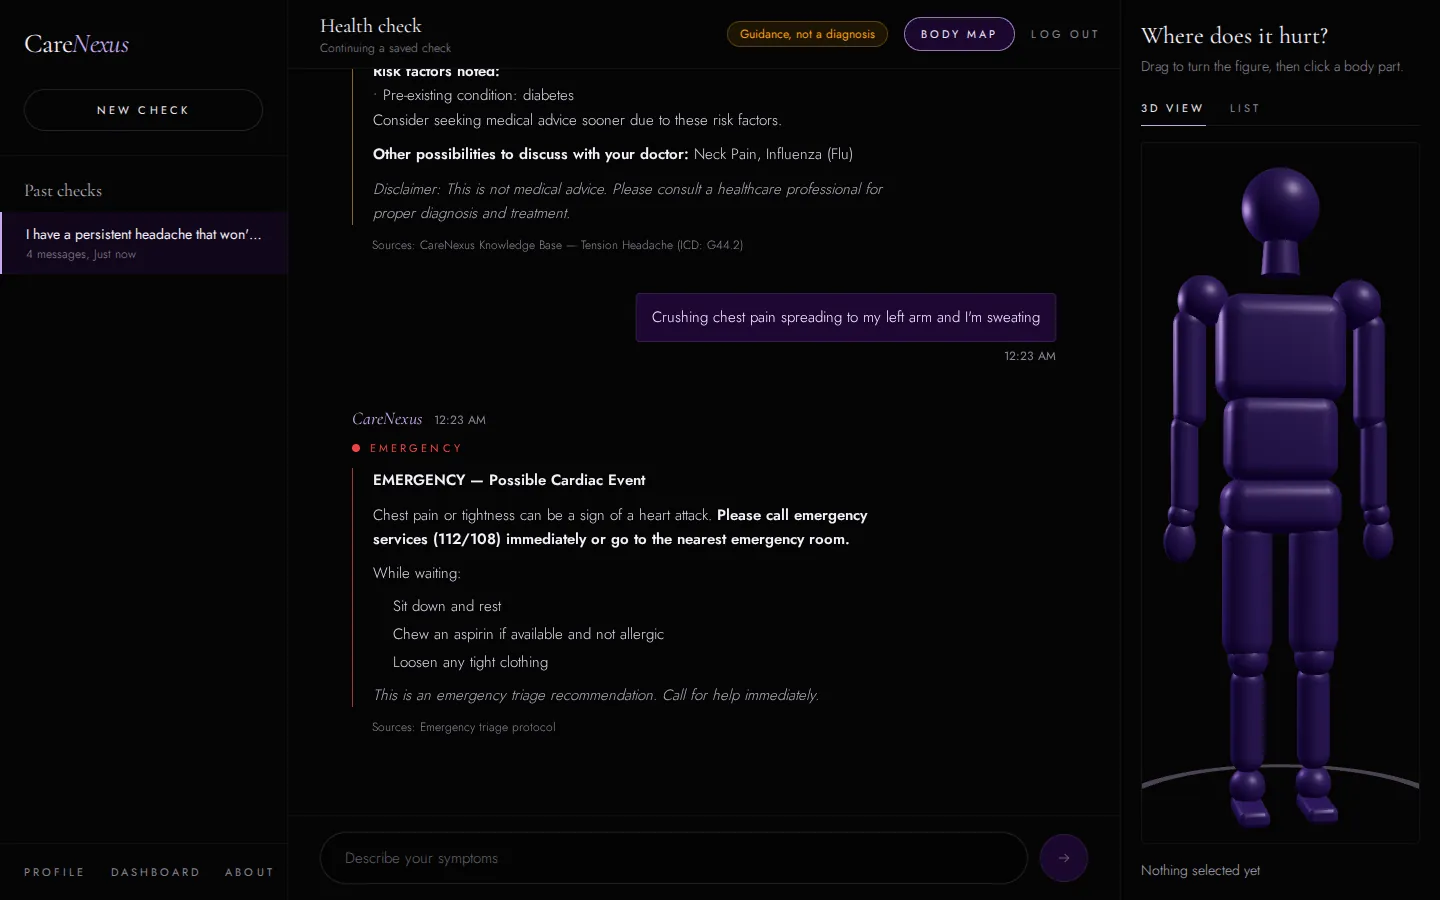 CareNexus
NEW CHECK
Past checks
I have a persistent headache that won'...
4 messages, Just now
PROFILE DASHBOARD ABOUT
Health check
Continuing a saved check
Guidance, not a diagnosis
BODY MAP
LOG OUT
Risk factors noted:
· Pre-existing condition: diabetes
Consider seeking medical advice sooner due to these risk factors.
Other possibilities to discuss with your doctor: Neck Pain, Influenza (Flu)
Disclaimer: This is not medical advice. Please consult a healthcare professional for
proper diagnosis and treatment.
Sources: CareNexus Knowledge Base — Tension Headache (ICD: G44.2)
Crushing chest pain spreading to my left arm and I'm sweating
12:23 AM
CareNexus 12:23 AM
EMERGENCY
EMERGENCY — Possible Cardiac Event
Chest pain or tightness can be a sign of a heart attack. Please call emergency
services (112/108) immediately or go to the nearest emergency room.
While waiting:
Sit down and rest
Chew an aspirin if available and not allergic
Loosen any tight clothing
This is an emergency triage recommendation. Call for help immediately.
Sources: Emergency triage protocol
Describe your symptoms
Where does it hurt?
Drag to turn the figure, then click a body part.
3D VIEW LIST
Nothing selected yet